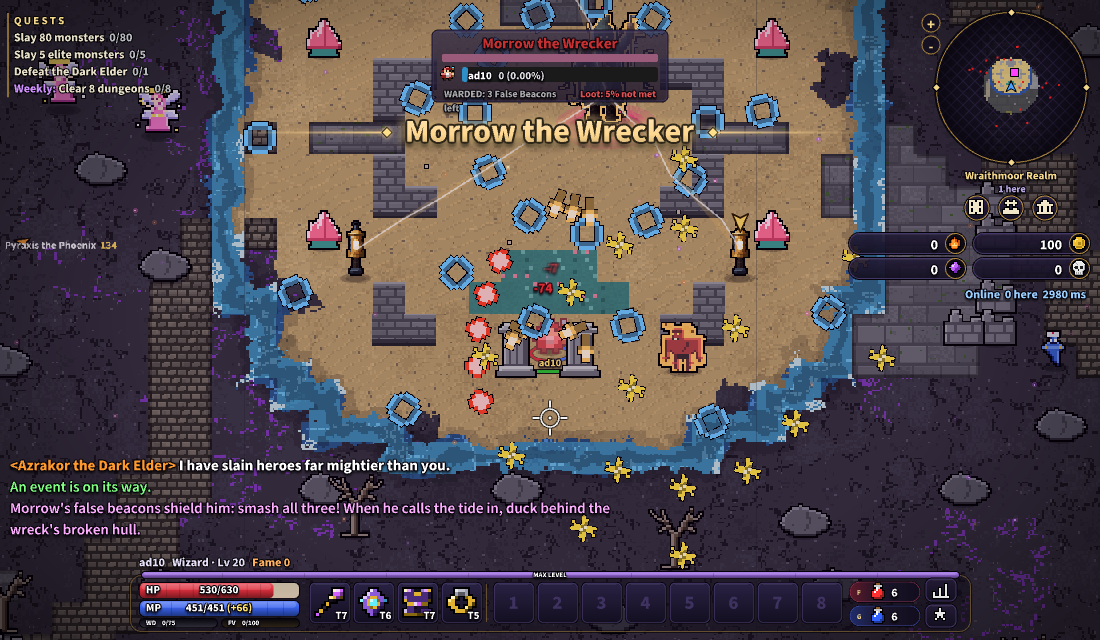 QUESTS
Slay 80 monsters 0/80
Slay 5 elite monsters 0/5
Defeat the Dark Elder 0/1
Weekly: Clear 8 dungeons 0/8
Morrow the Wrecker
ad10 0 (0.00%)
WARDED: 3 False Beacons left
Loot: 5% not met
Morrow the Wrecker
+
-
Wraithmoor Realm
1 here
0
100
0
0
Online 0 here 2980 ms
Pyraxis the Phoenix 134
-74
ad10
<Azrakor the Dark Elder> I have slain heroes far mightier than you.
An event is on its way.
Morrow's false beacons shield him: smash all three! When he calls the tide in, duck behind the
wreck's broken hull.
ad10 Wizard · Lv 20 Fame 0
MAX LEVEL
HP 530/630
MP 451/451 (+66)
WD 0/75 FV 0/100
T7 T6 T7 T5
1 2 3 4 5 6 7 8
F 6
G 6